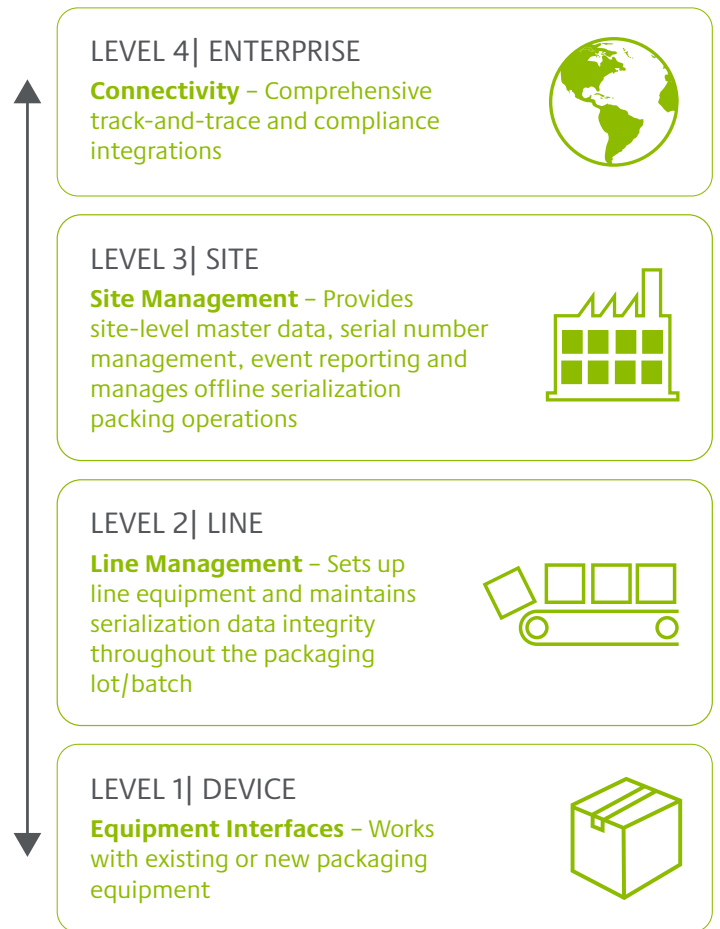 LEVEL 4| ENTERPRISE
Connectivity – Comprehensive
track-and-trace and compliance
integrations
LEVEL 3| SITE
Site Management – Provides
site-level master data, serial number
management, event reporting and
manages offline serialization
packing operations
LEVEL 2| LINE
Line Management – Sets up
line equipment and maintains
serialization data integrity
throughout the packaging
lot/batch
LEVEL 1| DEVICE
Equipment Interfaces – Works
with existing or new packaging
equipment